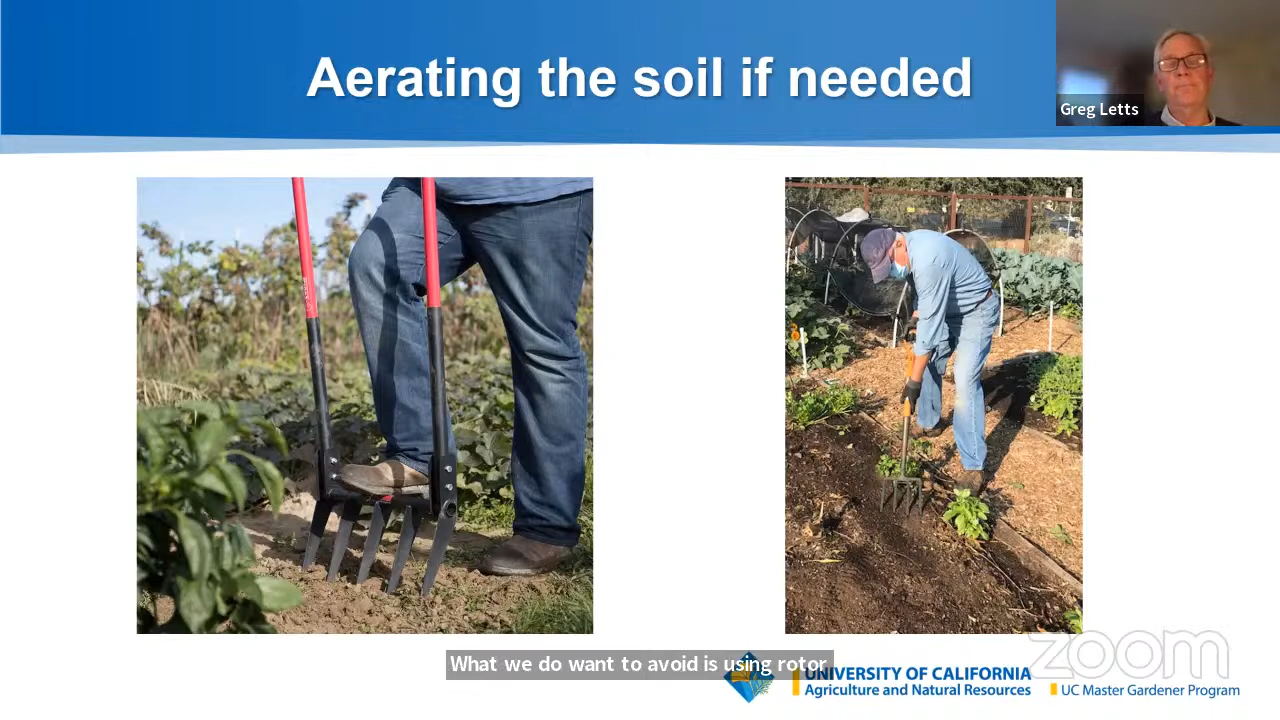 Aerating the soil if needed
Greg Letts
What we do want to avoid is using rotor
UNIVERSITY OF CALIFORNIA
Agriculture and Natural Resources
UC Master Gardener Program
zoom